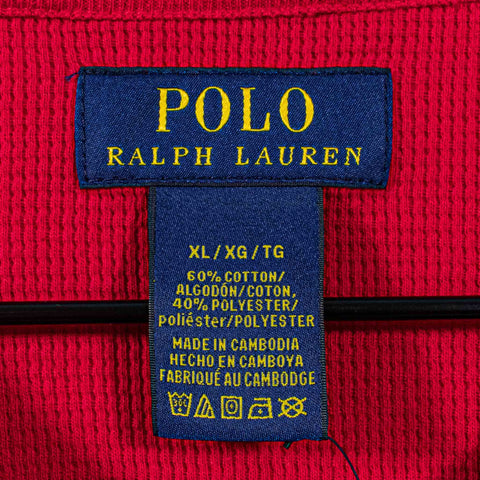 POLO
RALPH LAUREN
XL / XG / TG
60% COTTON/
ALGODÓN/COTON,
40% POLYESTER/
poliéster/POLYESTER
MADE IN CAMBODIA
HECHO EN CAMBOYA
FABRIQUÉ AU CAMBODGE